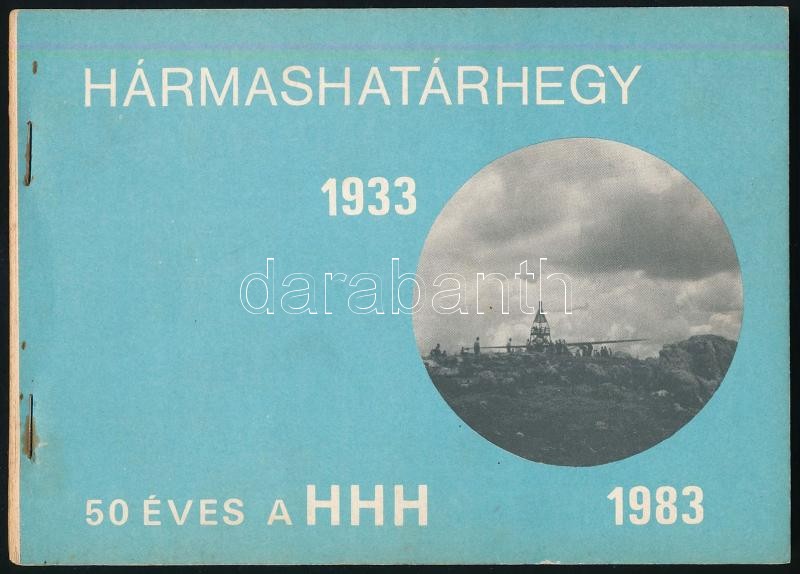 HÁRMASHATÁRHEGY
1933
darabanth
50 ÉVES A HHH
1983